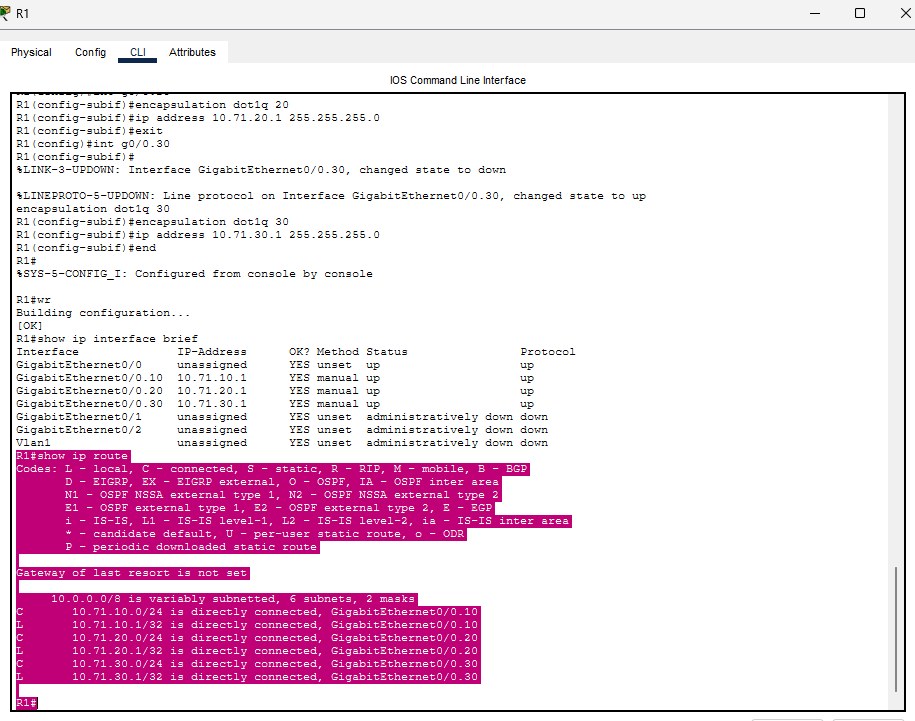 R1
Physical Config CLI Attributes
IOS Command Line Interface
R1(config-subif)#encapsulation dot1q 20
R1(config-subif)#ip address 10.71.20.1 255.255.255.0
R1(config-subif)#exit
R1(config)#int g0/0.30
R1(config-subif)#
%LINK-3-UPDOWN: Interface GigabitEthernet0/0.30, changed state to down
%LINEPROTO-5-UPDOWN: Line protocol on Interface GigabitEthernet0/0.30, changed state to up
encapsulation dot1q 30
R1(config-subif)#encapsulation dot1q 30
R1(config-subif)#ip address 10.71.30.1 255.255.255.0
R1(config-subif)#end
R1#
%SYS-5-CONFIG_I: Configured from console by console
R1#wr
Building configuration...
[OK]
R1#show ip interface brief
Interface IP-Address OK? Method Status Protocol
GigabitEthernet0/0 unassigned YES unset up up
GigabitEthernet0/0.10 10.71.10.1 YES manual up up
GigabitEthernet0/0.20 10.71.20.1 YES manual up up
GigabitEthernet0/0.30 10.71.30.1 YES manual up up
GigabitEthernet0/1 unassigned YES unset administratively down down
GigabitEthernet0/2 unassigned YES unset administratively down down
Vlan1 unassigned YES unset administratively down down
R1#show ip route
Codes: L - local, C - connected, S - static, R - RIP, M - mobile, B - BGP
D - EIGRP, EX - EIGRP external, O - OSPF, IA - OSPF inter area
N1 - OSPF NSSA external type 1, N2 - OSPF NSSA external type 2
E1 - OSPF external type 1, E2 - OSPF external type 2, E - EGP
i - IS-IS, L1 - IS-IS level-1, L2 - IS-IS level-2, ia - IS-IS inter area
* - candidate default, U - per-user static route, o - ODR
P - periodic downloaded static route
Gateway of last resort is not set
10.0.0.0/8 is variably subnetted, 6 subnets, 2 masks
C 10.71.10.0/24 is directly connected, GigabitEthernet0/0.10
L 10.71.10.1/32 is directly connected, GigabitEthernet0/0.10
C 10.71.20.0/24 is directly connected, GigabitEthernet0/0.20
L 10.71.20.1/32 is directly connected, GigabitEthernet0/0.20
C 10.71.30.0/24 is directly connected, GigabitEthernet0/0.30
L 10.71.30.1/32 is directly connected, GigabitEthernet0/0.30
R1#